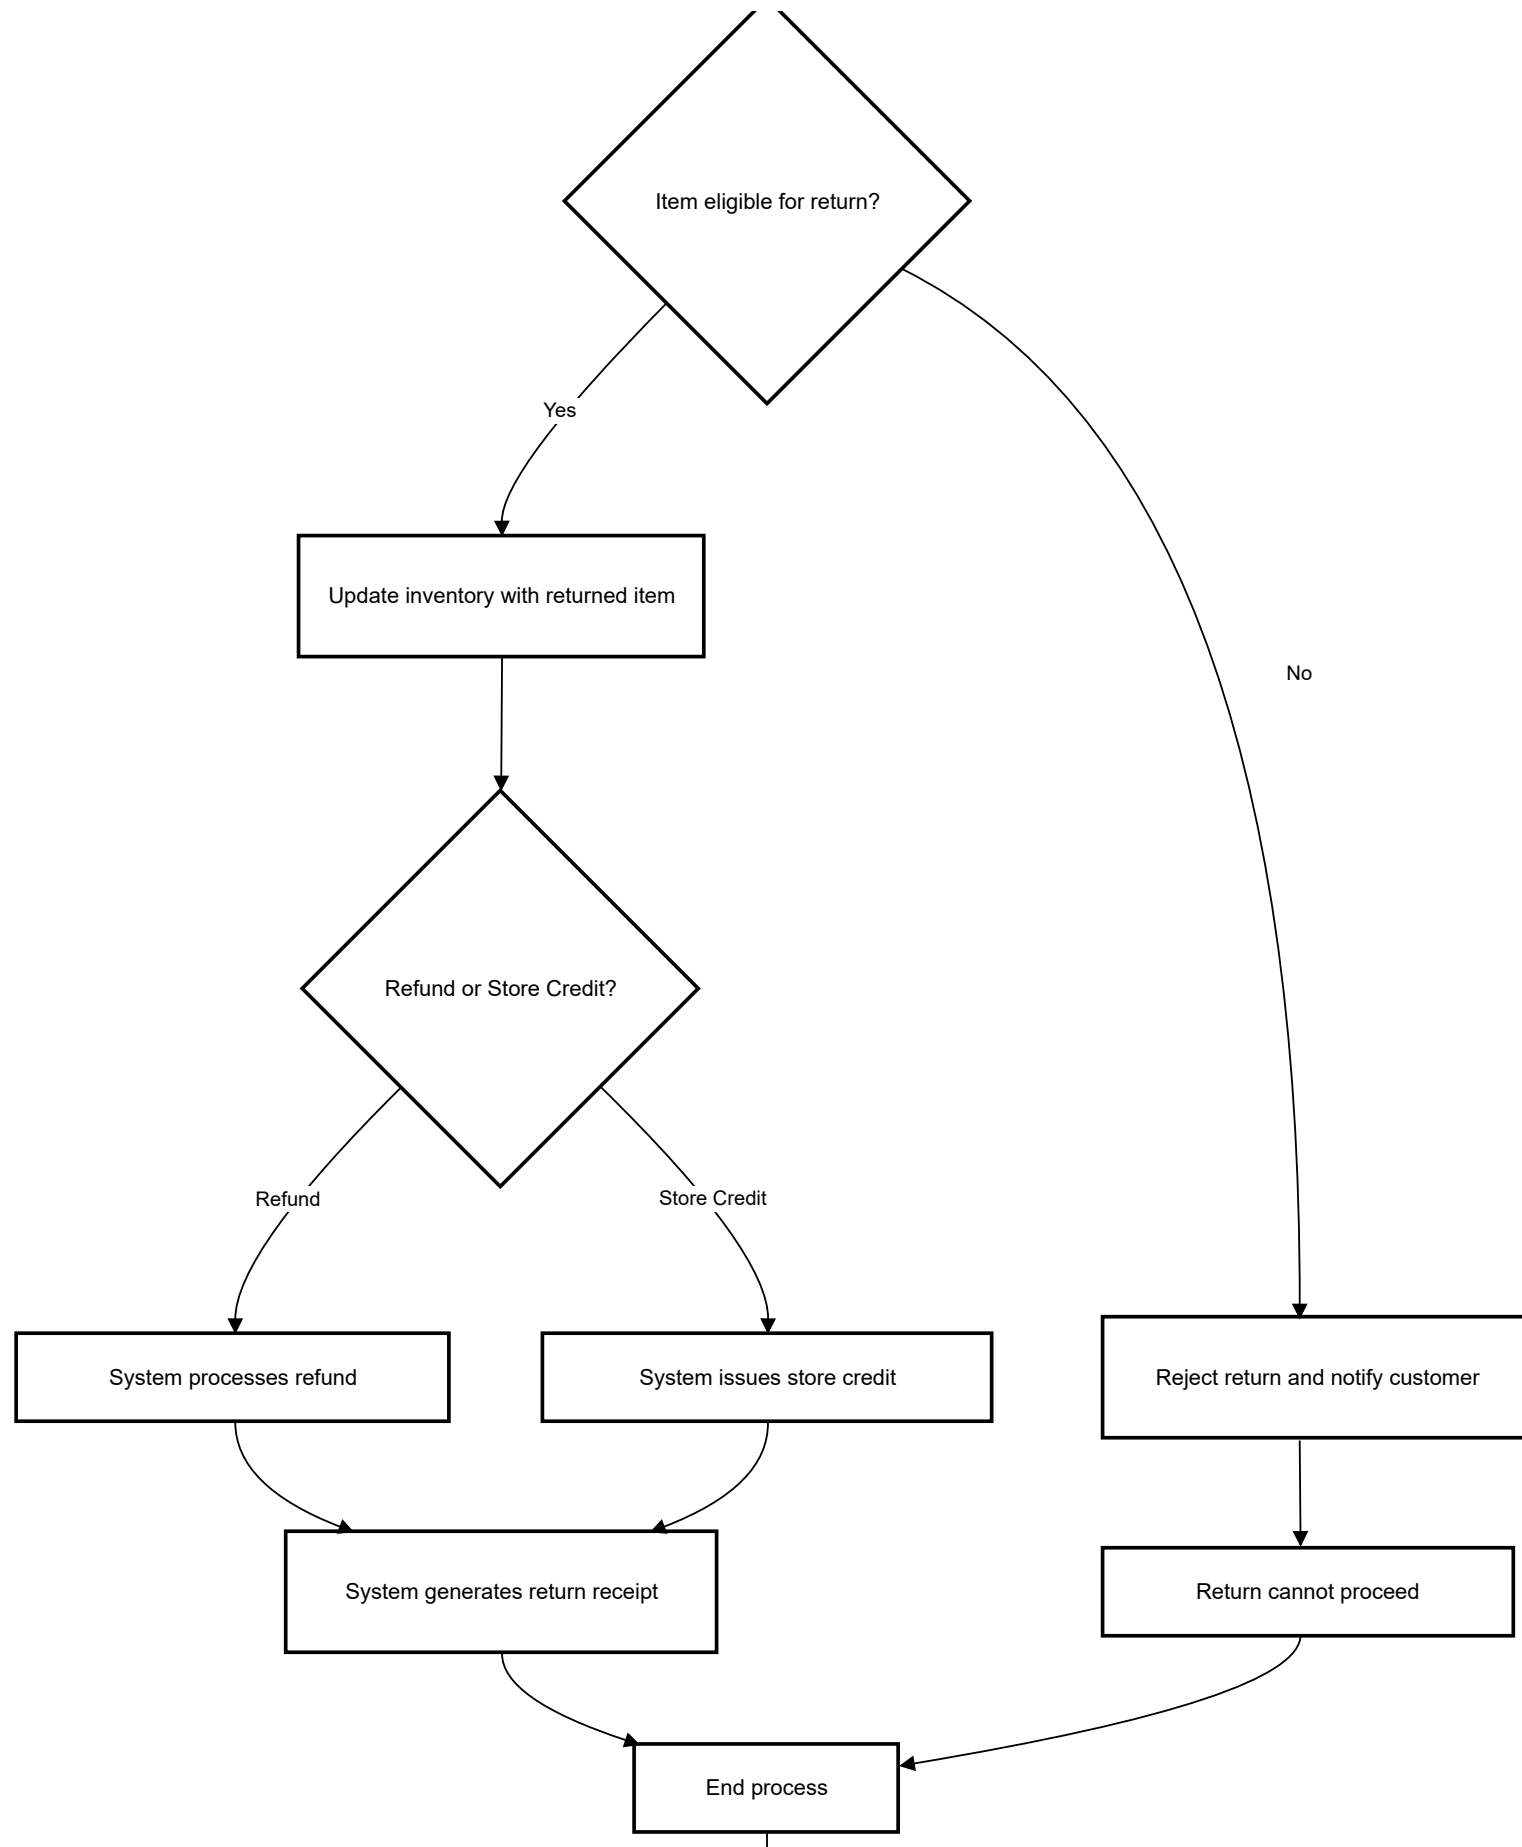 Item eligible for return?
Yes
Update inventory with returned item
No
Refund or Store Credit?
Refund
Store Credit
System processes refund
System issues store credit
Reject return and notify customer
System generates return receipt
Return cannot proceed
End process